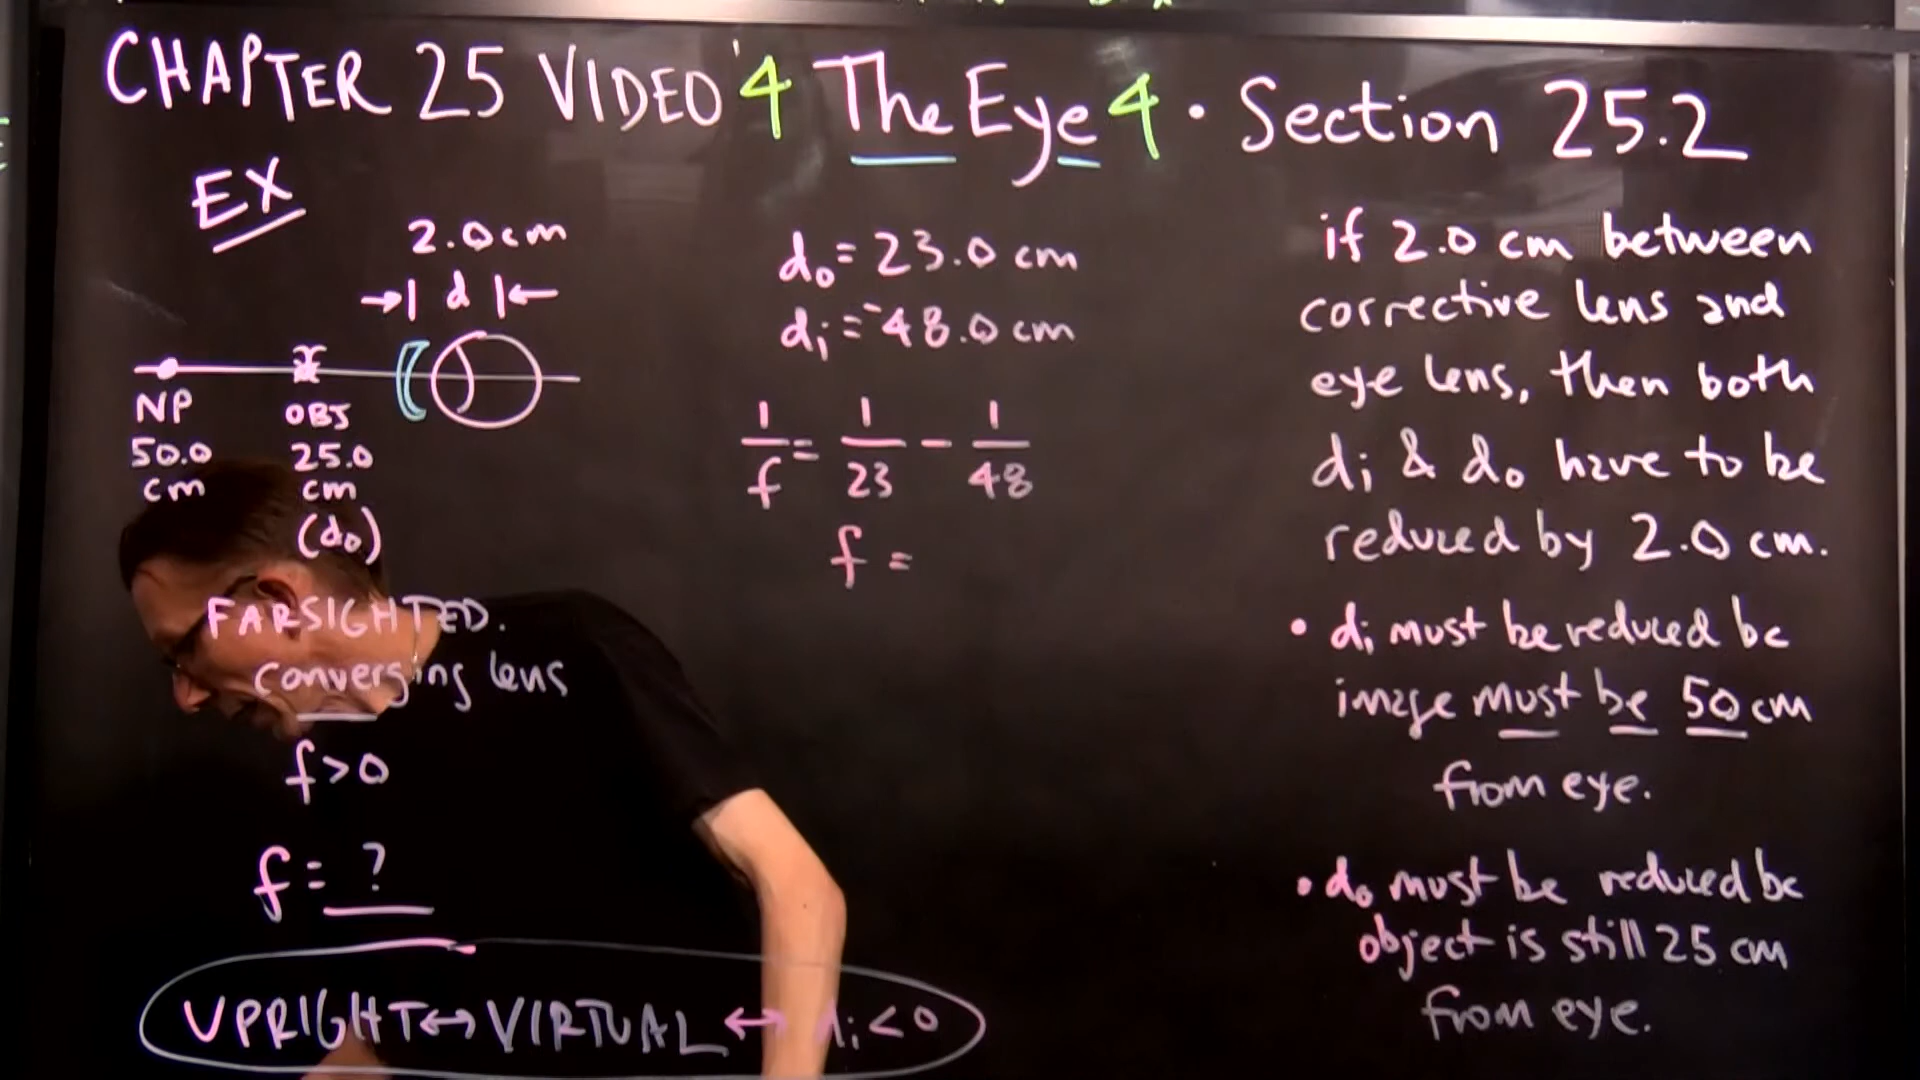 CHAPTER 25 VIDEO 4 The Eye 4 • Section 25.2
EX
2.0 cm
d
NP
50.0
cm
OBJ
25.0
cm
(do)
FARSIGHTED.
converging lens
f>0
f = ?
UPRIGHT↔VIRTUAL↔ di<0
do = 23.0 cm
di = -48.0 cm
1/f = 1/23 - 1/48
f =
if 2.0 cm between
corrective lens and
eye lens, then both
di & do have to be
reduced by 2.0 cm.
• di must be reduced bc
image must be 50 cm
from eye.
• do must be reduced bc
object is still 25 cm
from eye.